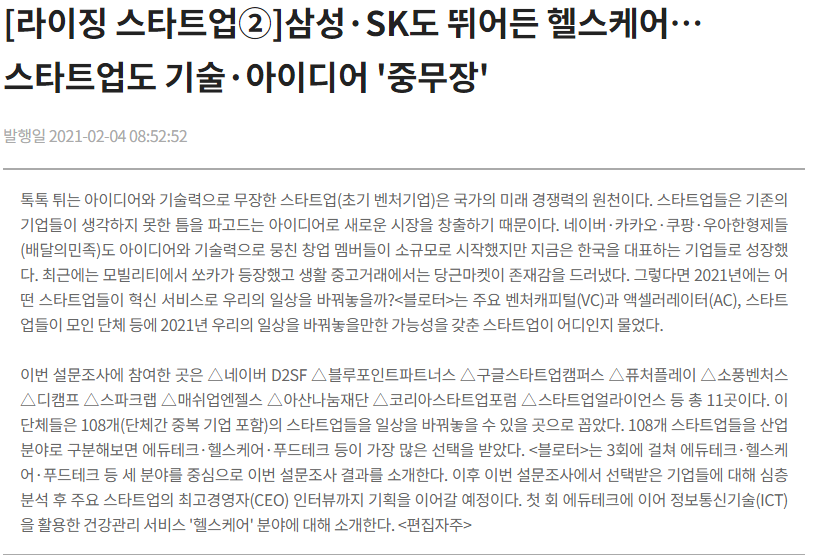 [라이징 스타트업②]삼성·SK도 뛰어든 헬스케어…
스타트업도 기술·아이디어 '중무장'
발행일 2021-02-04 08:52:52
톡톡 튀는 아이디어와 기술력으로 무장한 스타트업(초기 벤처기업)은 국가의 미래 경쟁력의 원천이다. 스타트업들은 기존의
기업들이 생각하지 못한 틈을 파고드는 아이디어로 새로운 시장을 창출하기 때문이다. 네이버·카카오·쿠팡·우아한형제들
(배달의민족)도 아이디어와 기술력으로 뭉친 창업 멤버들이 소규모로 시작했지만 지금은 한국을 대표하는 기업들로 성장했
다. 최근에는 모빌리티에서 쏘카가 등장했고 생활 중고거래에서는 당근마켓이 존재감을 드러냈다. 그렇다면 2021년에는 어
떤 스타트업들이 혁신 서비스로 우리의 일상을 바꿔놓을까?<블로터>는 주요 벤처캐피털(VC)과 액셀러레이터(AC), 스타트
업들이 모인 단체 등에 2021년 우리의 일상을 바꿔놓을만한 가능성을 갖춘 스타트업이 어디인지 물었다.
이번 설문조사에 참여한 곳은 △네이버 D2SF △블루포인트파트너스 △구글스타트업캠퍼스 △퓨처플레이 △소풍벤처스
△디캠프 △스파크랩 △매쉬업엔젤스 △아산나눔재단 △코리아스타트업포럼 △스타트업얼라이언스 등 총 11곳이다. 이
단체들은 108개(단체간 중복 기업 포함)의 스타트업들을 일상을 바꿔놓을 수 있을 곳으로 꼽았다. 108개 스타트업들을 산업
분야로 구분해보면 에듀테크·헬스케어·푸드테크 등이 가장 많은 선택을 받았다. <블로터>는 3회에 걸쳐 에듀테크·헬스케
어·푸드테크 등 세 분야를 중심으로 이번 설문조사 결과를 소개한다. 이후 이번 설문조사에서 선택받은 기업들에 대해 심층
분석 후 주요 스타트업의 최고경영자(CEO) 인터뷰까지 기획을 이어갈 예정이다. 첫 회 에듀테크에 이어 정보통신기술(ICT)
을 활용한 건강관리 서비스 '헬스케어' 분야에 대해 소개한다. <편집자주>